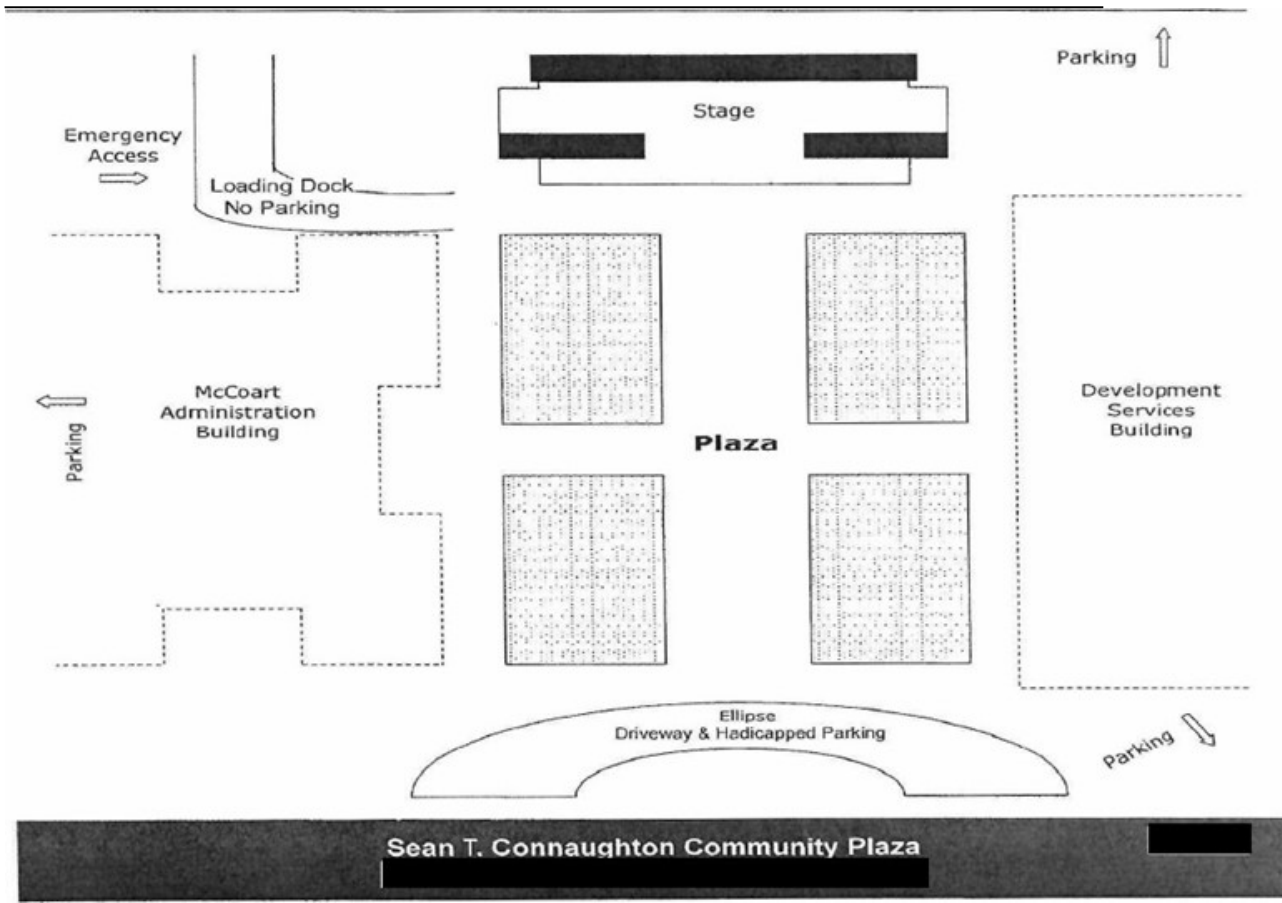 Parking
Stage
Emergency
Access
Loading Dock
No Parking
McCoart
Administration
Building
Parking
Plaza
Development
Services
Building
Ellipse
Driveway & Hadicapped Parking
Parking
Sean T. Connaughton Community Plaza